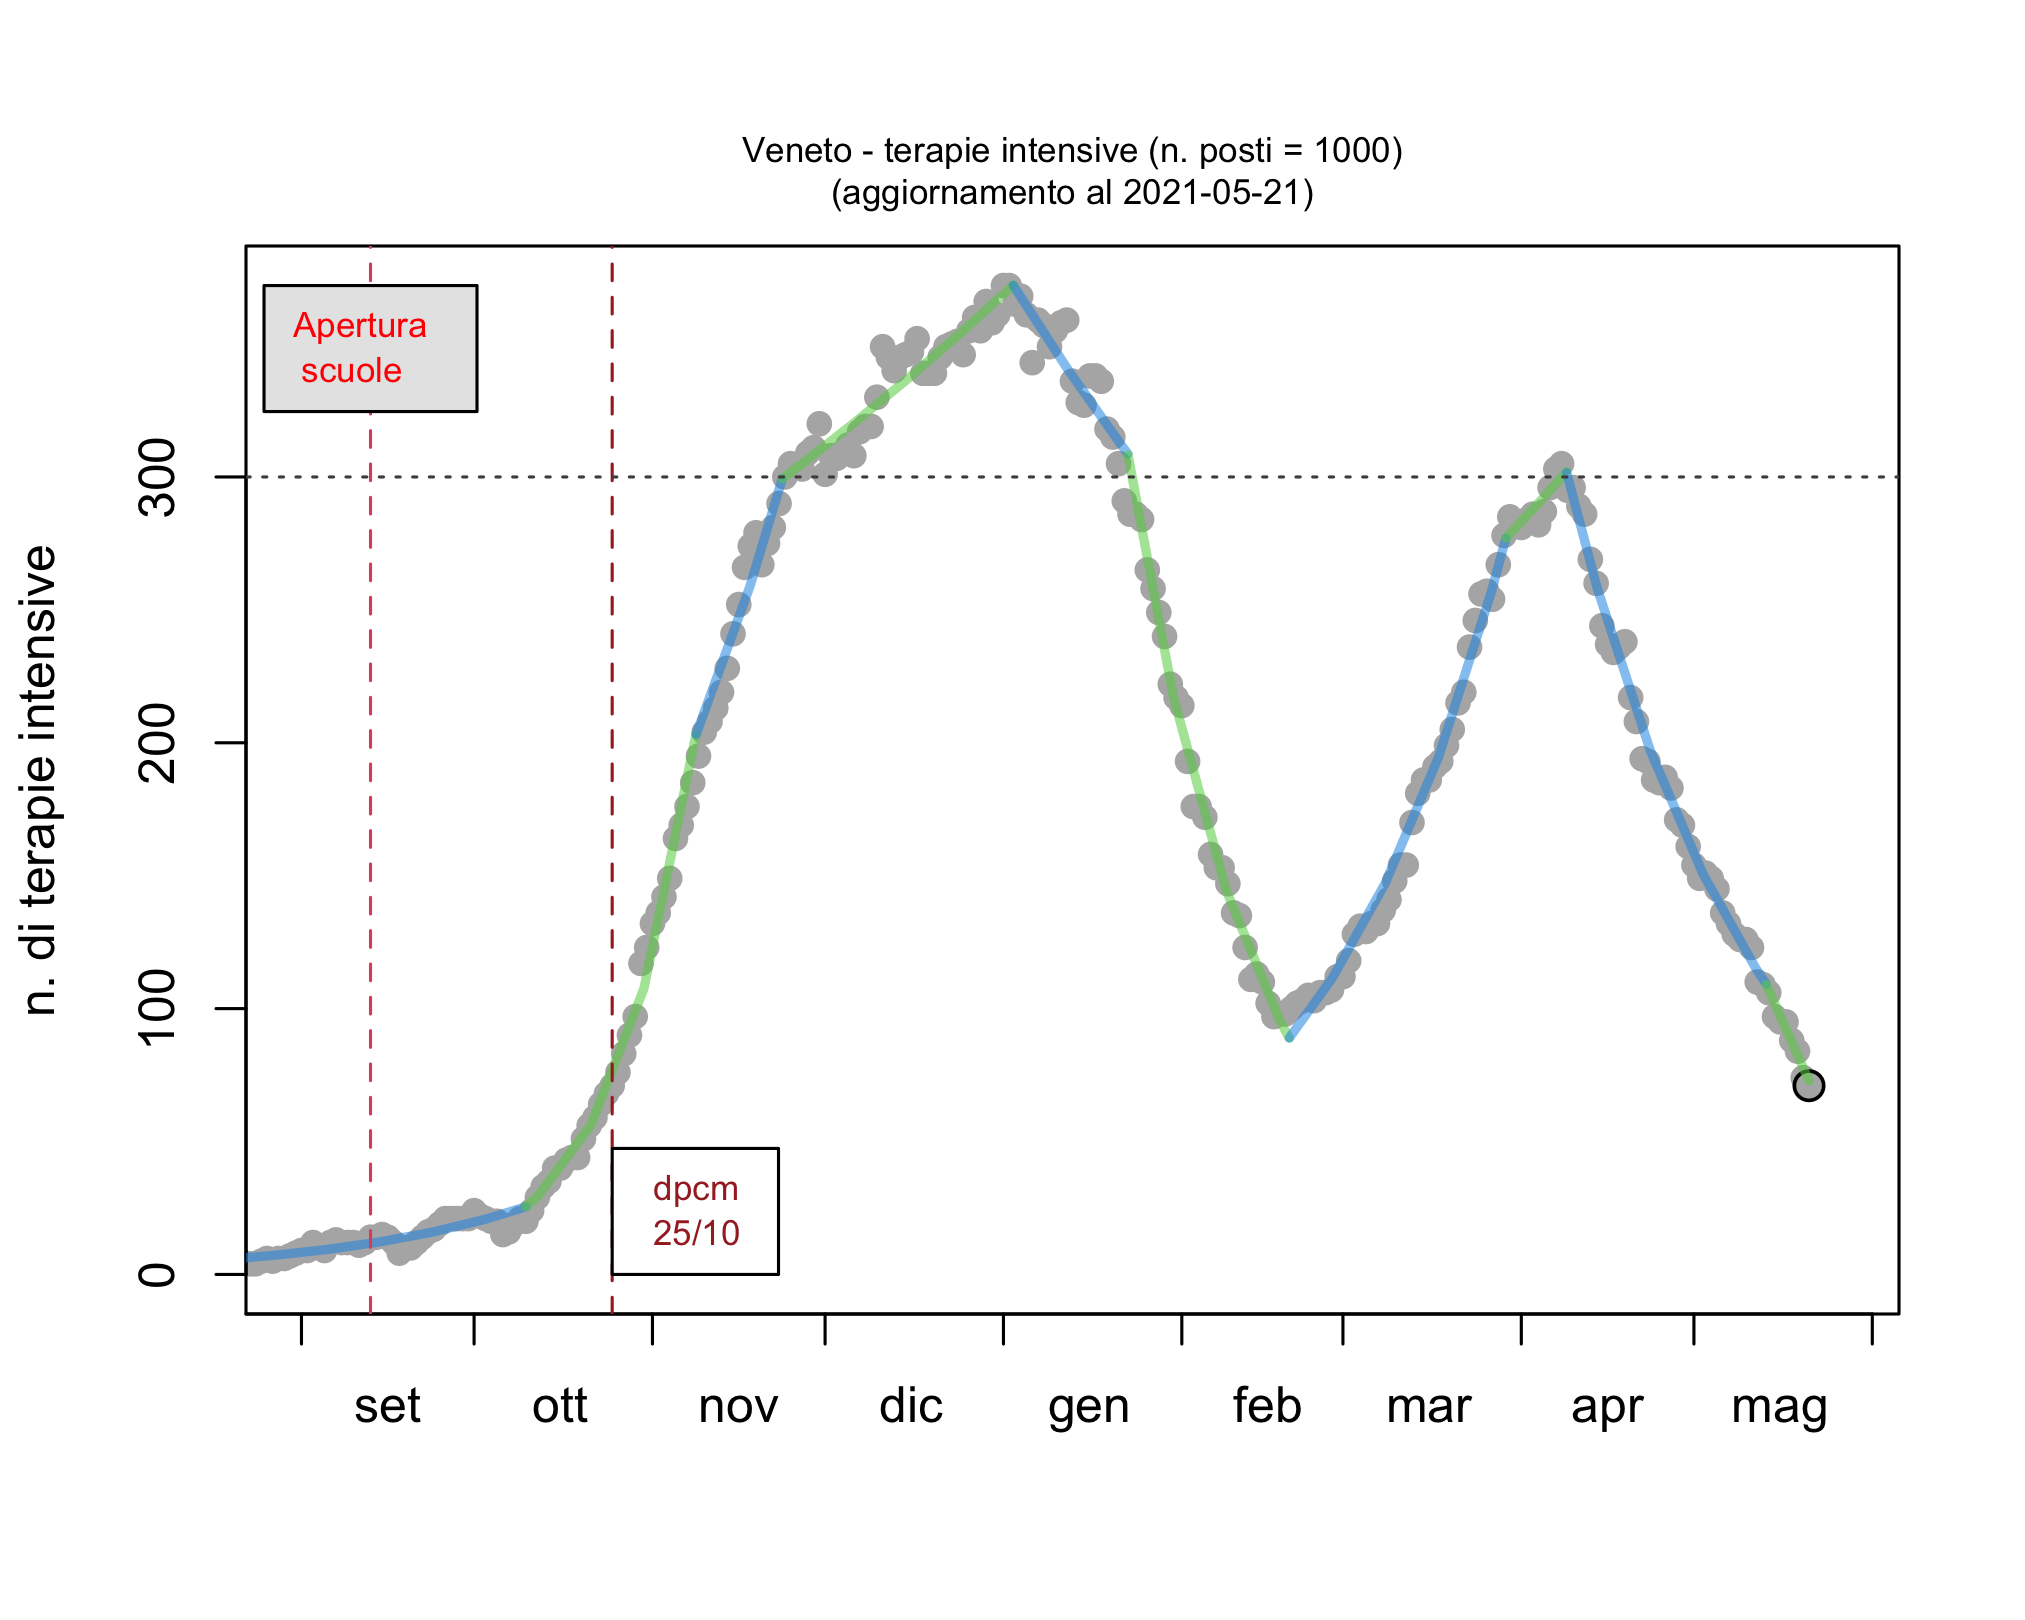 Veneto - terapie intensive (n. posti = 1000)
(aggiornamento al 2021-05-21)
Apertura
scuole
n. di terapie intensive
300
200
100
0
dpcm
25/10
set ott nov dic gen feb mar apr mag